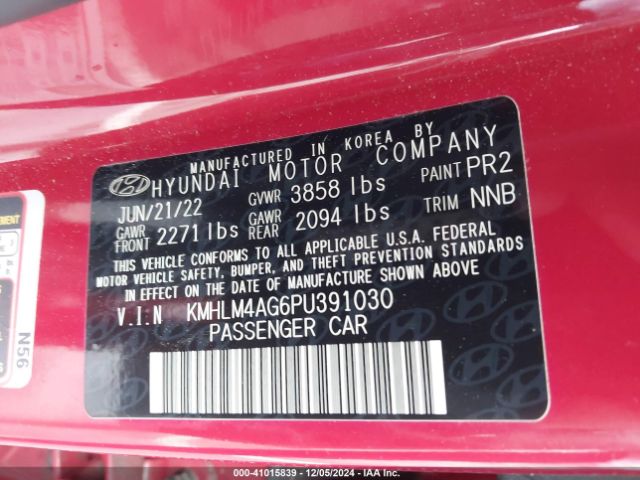 MANUFACTURED IN KOREA BY
HYUNDAI MOTOR COMPANY
JUN/21/22 GVWR 3858 lbs PAINT PR2
GAWR FRONT 2271 lbs GAWR REAR 2094 lbs TRIM NNB
THIS VEHICLE CONFORMS TO ALL APPLICABLE U.S.A. FEDERAL
MOTOR VEHICLE SAFETY, BUMPER, AND THEFT PREVENTION STANDARDS
IN EFFECT ON THE DATE OF MANUFACTURE SHOWN ABOVE.
V.I.N KMHLM4AG6PU391030
PASSENGER CAR
N56
000-41015839 - 12/05/2024 - IAAI.COM